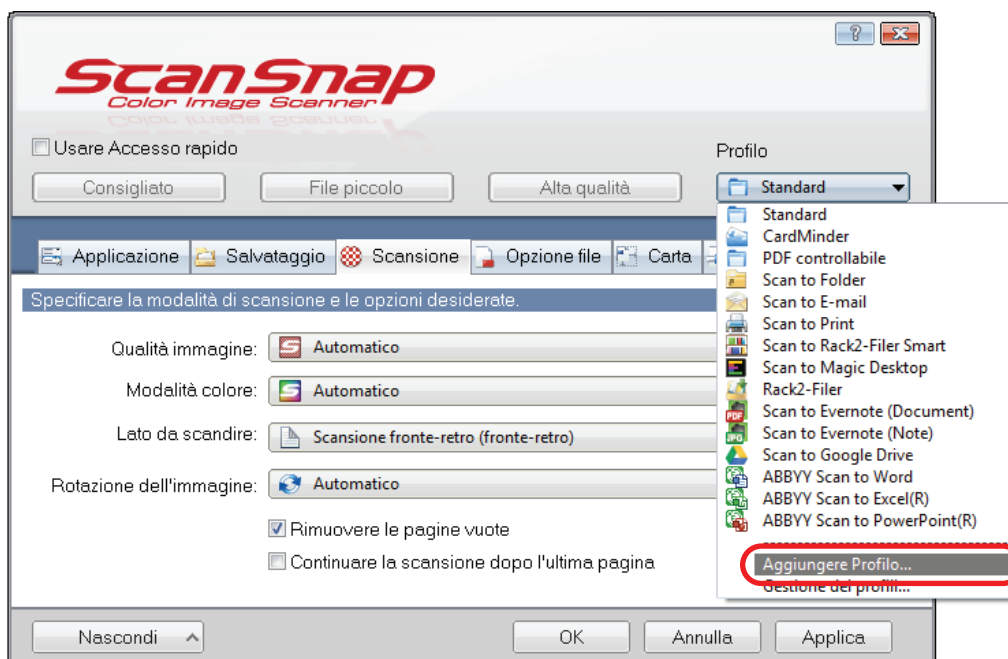 ScanSnap
Color Image Scanner
Usare Accesso rapido
Profilo
Consigliato
File piccolo
Alta qualità
Standard
Applicazione
Salvataggio
Scansione
Opzione file
Carta
Specificare la modalità di scansione e le opzioni desiderate.
Qualità immagine:
Automatico
Modalità colore:
Automatico
Lato da scandire:
Scansione fronte-retro (fronte-retro)
Rotazione dell'immagine:
Automatico
Rimuovere le pagine vuote
Continuare la scansione dopo l'ultima pagina
Standard
CardMinder
PDF controllabile
Scan to Folder
Scan to E-mail
Scan to Print
Scan to Rack2-Filer Smart
Scan to Magic Desktop
Rack2-Filer
Scan to Evernote (Document)
Scan to Evernote (Note)
Scan to Google Drive
ABBYY Scan to Word
ABBYY Scan to Excel(R)
ABBYY Scan to PowerPoint(R)
Aggiungere Profilo...
Gestione dei profili...
Nascondi
OK
Annulla
Applica